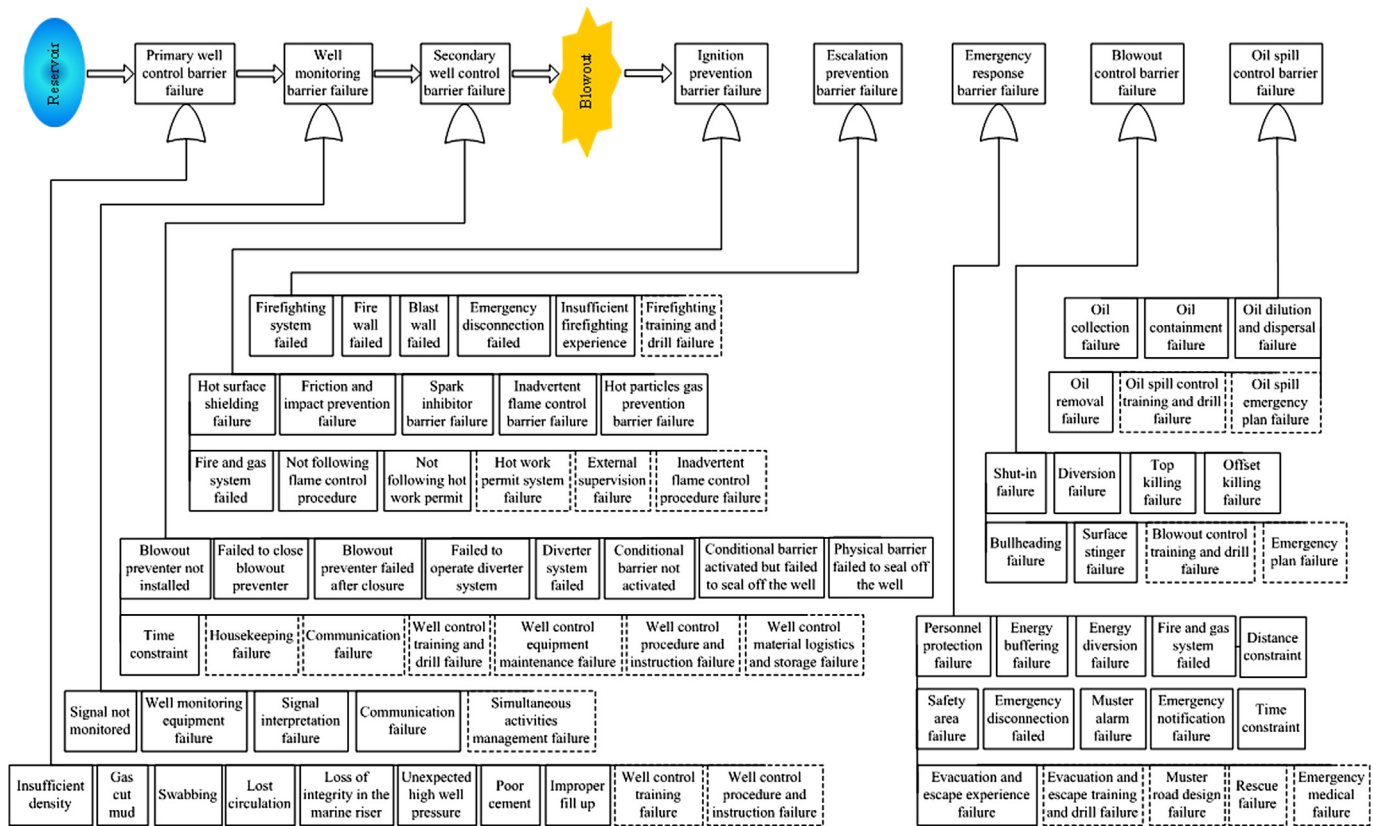 Reservoir
Primary well
control barrier
failure
Well
monitoring
barrier failure
Secondary
well control
barrier failure
Blowout
Ignition
prevention
barrier failure
Escalation
prevention
barrier failure
Emergency
response
barrier failure
Blowout
control barrier
failure
Oil spill
control barrier
failure
Firefighting
system
failed
Fire
wall
failed
Blast
wall
failed
Emergency
disconnection
failed
Insufficient
firefighting
experience
Firefighting
training and
drill failure
Oil
collection
failure
Oil
containment
failure
Oil dilution
and dispersal
failure
Hot surface
shielding
failure
Friction and
impact prevention
failure
Spark
inhibitor
barrier failure
Inadvertent
flame control
barrier failure
Hot particles gas
prevention
barrier failure
Oil
removal
failure
Oil spill control
training and drill
failure
Oil spill
emergency
plan failure
Fire and gas
system
failed
Not following
flame control
procedure
Not
following hot
work permit
Hot work
permit system
failure
External
supervision
failure
Inadvertent
flame control
procedure failure
Shut-in
failure
Diversion
failure
Top
killing
failure
Offset
killing
failure
Bullheading
failure
Surface
stinger
failure
Blowout control
training and drill
failure
Emergency
plan failure
Blowout
preventer not
installed
Failed to close
blowout
preventer
Blowout
preventer failed
after closure
Failed to
operate diverter
system
Diverter
system
failed
Conditional
barrier not
activated
Conditional barrier
activated but failed
to seal off the well
Physical barrier
failed to seal off
the well
Time
constraint
Housekeeping
failure
Communication
failure
Well control
training and
drill failure
Well control
equipment
maintenance failure
Well control
procedure and
instruction failure
Well control
material logistics
and storage failure
Personnel
protection
failure
Energy
buffering
failure
Energy
diversion
failure
Fire and gas
system
failed
Distance
constraint
Signal not
monitored
Well monitoring
equipment
failure
Signal
interpretation
failure
Communication
failure
Simultaneous
activities
management failure
Safety
area
failure
Emergency
disconnection
failed
Muster
alarm
failure
Emergency
notification
failure
Time
constraint
Insufficient
density
Gas
cut
mud
Swabbing
Lost
circulation
Loss of
integrity in the
marine riser
Unexpected
high well
pressure
Poor
cement
Improper
fill up
Well control
training
failure
Well control
procedure and
instruction failure
Evacuation and
escape experience
failure
Evacuation and
escape training
and drill failure
Muster
road design
failure
Rescue
failure
Emergency
medical
failure